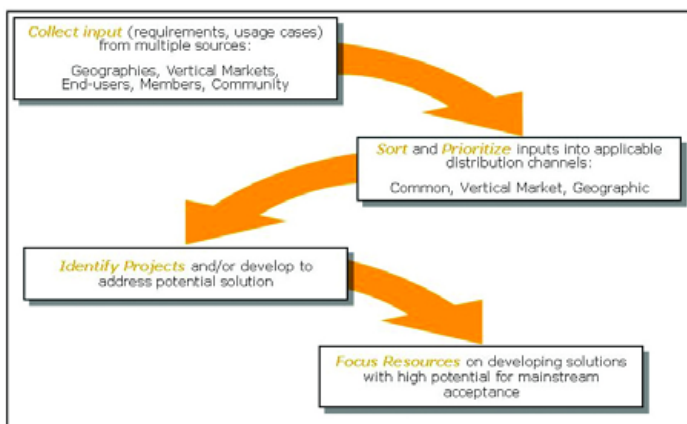 Collect input (requirements, usage cases)
from multiple sources:
Geographies, Vertical Markets,
End-users, Members, Community
Sort and Prioritize inputs into applicable
distribution channels:
Common, Vertical Market, Geographic
Identify Projects and/or develop to
address potential solution
Focus Resources on developing solutions
with high potential for mainstream
acceptance